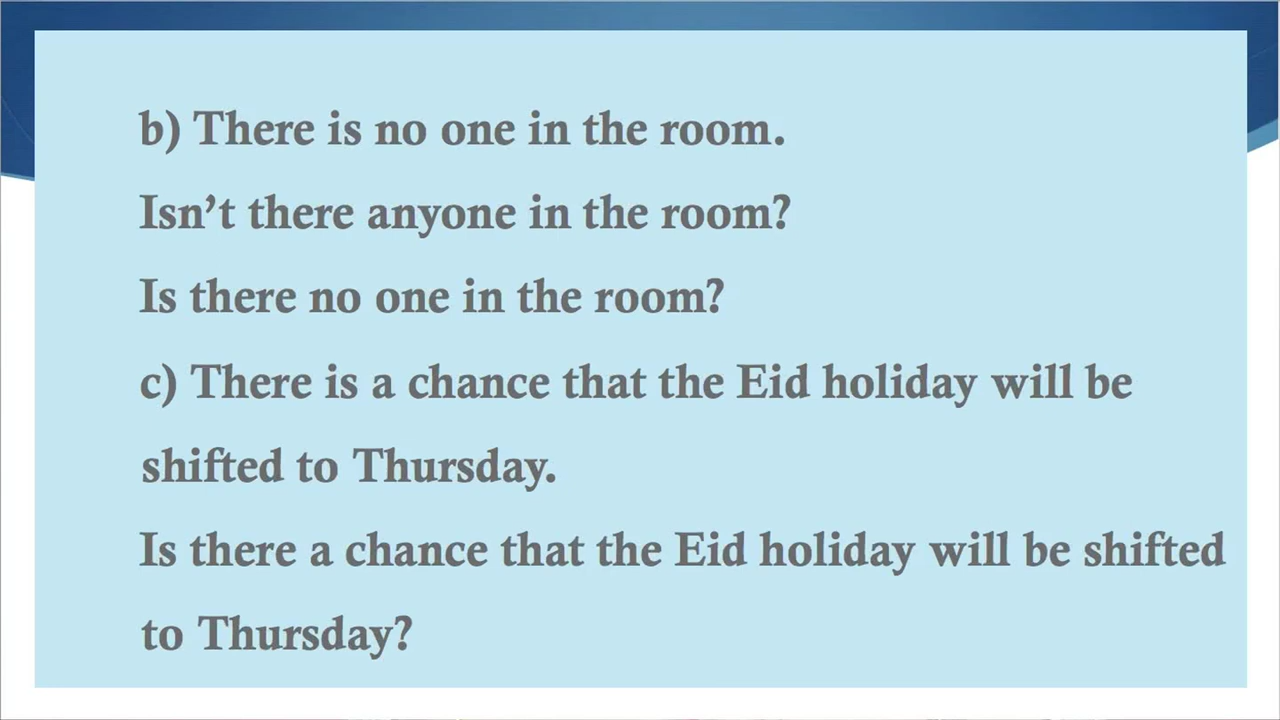 b) There is no one in the room.
Isn’t there anyone in the room?
Is there no one in the room?
c) There is a chance that the Eid holiday will be
shifted to Thursday.
Is there a chance that the Eid holiday will be shifted
to Thursday?